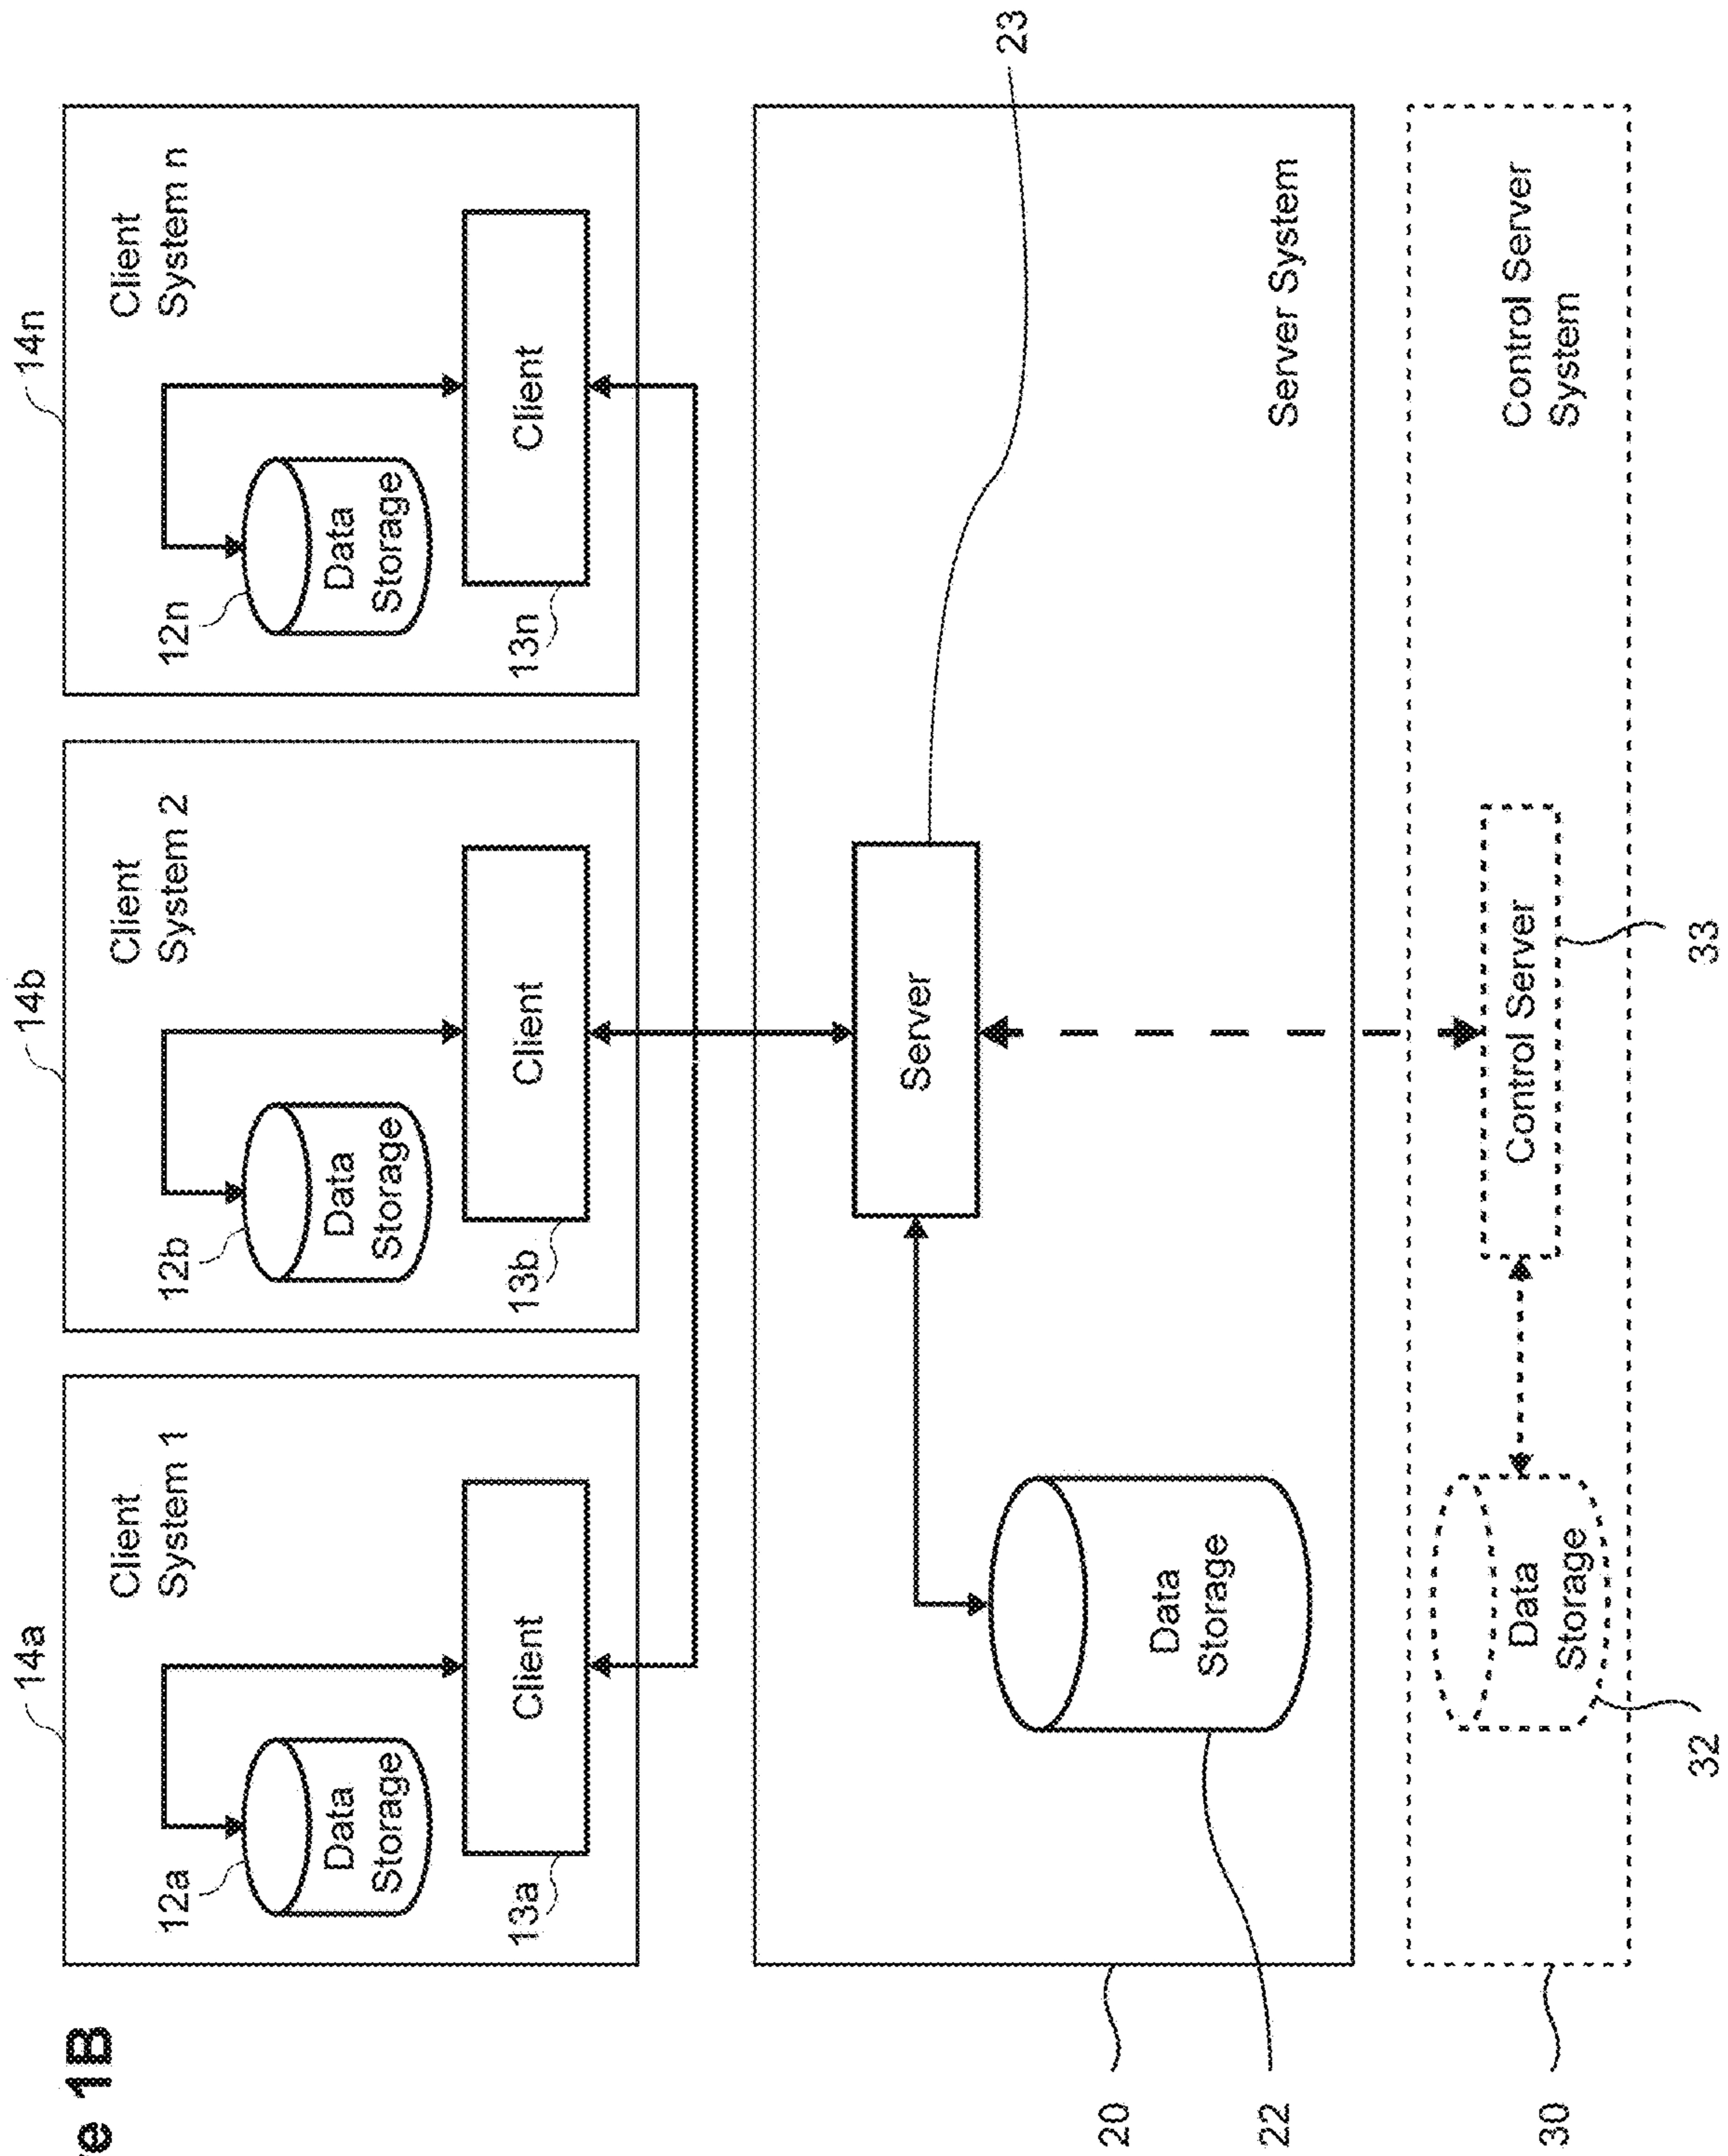 re 1B
14a
14b
14n
Client
System 1
Client
System 2
Client
System n
12a
Data
Storage
12b
Data
Storage
12n
Data
Storage
13a
Client
13b
Client
13n
Client
Server
23
Data
Storage
Server System
20
22
Control Server
System
Data
Storage
Control Server
30
32
33